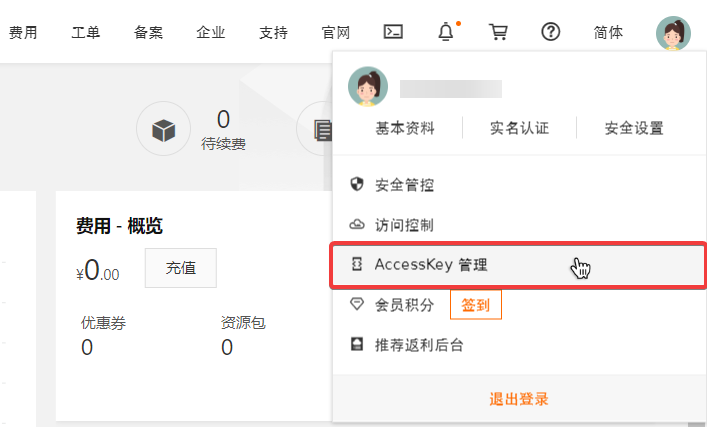 费用 工单 备案 企业 支持 官网 简体
基本资料 实名认证 安全设置
0
待续费
安全管控
访问控制
AccessKey 管理
会员积分 签到
推荐返利后台
退出登录
费用 - 概览
¥0.00 充值
优惠券 资源包
0 0